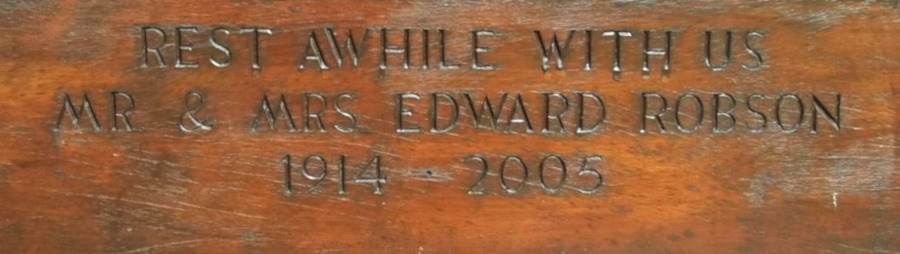 REST AWHILE WITH US
MR & MRS EDWARD ROBSON
1914 - 2005